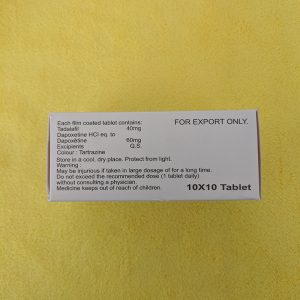 Each film coated tablet contains:
Tadalafil 40mg
Dapoxetine HCl eq. to
Dapoxetine 60mg
Excipients Q.S.
Colour : Tartrazine
FOR EXPORT ONLY.
Store in a cool, dry place. Protect from light.
Warning :
May be injurious if taken in large dosage of for a long time.
Do not exceed the recommended dose (1 tablet daily)
without consulting a physician.
Medicine keeps out of reach of children.
10X10 Tablet